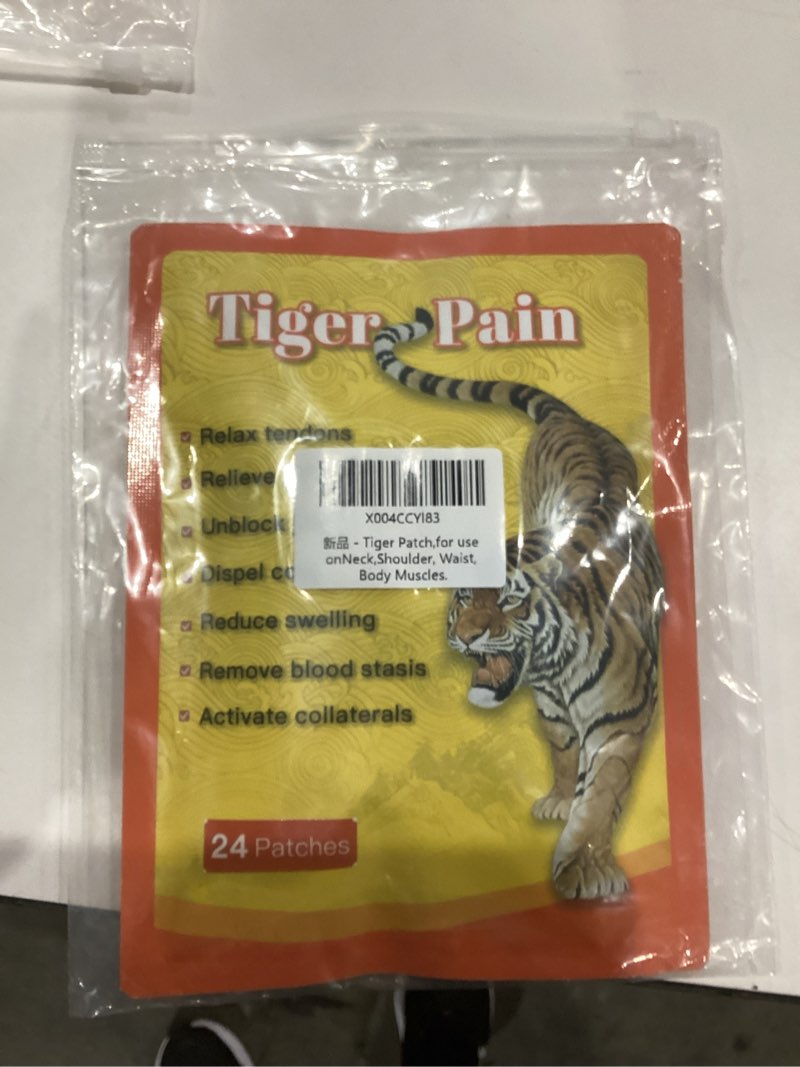 Tiger Pain
Relax tendons
Relieve
Unblock
Dispel
Reduce swelling
Remove blood stasis
Activate collaterals
X004CCYI83
新品 - Tiger Patch,for use
onNeck,Shoulder, Waist,
Body Muscles.
24 Patches